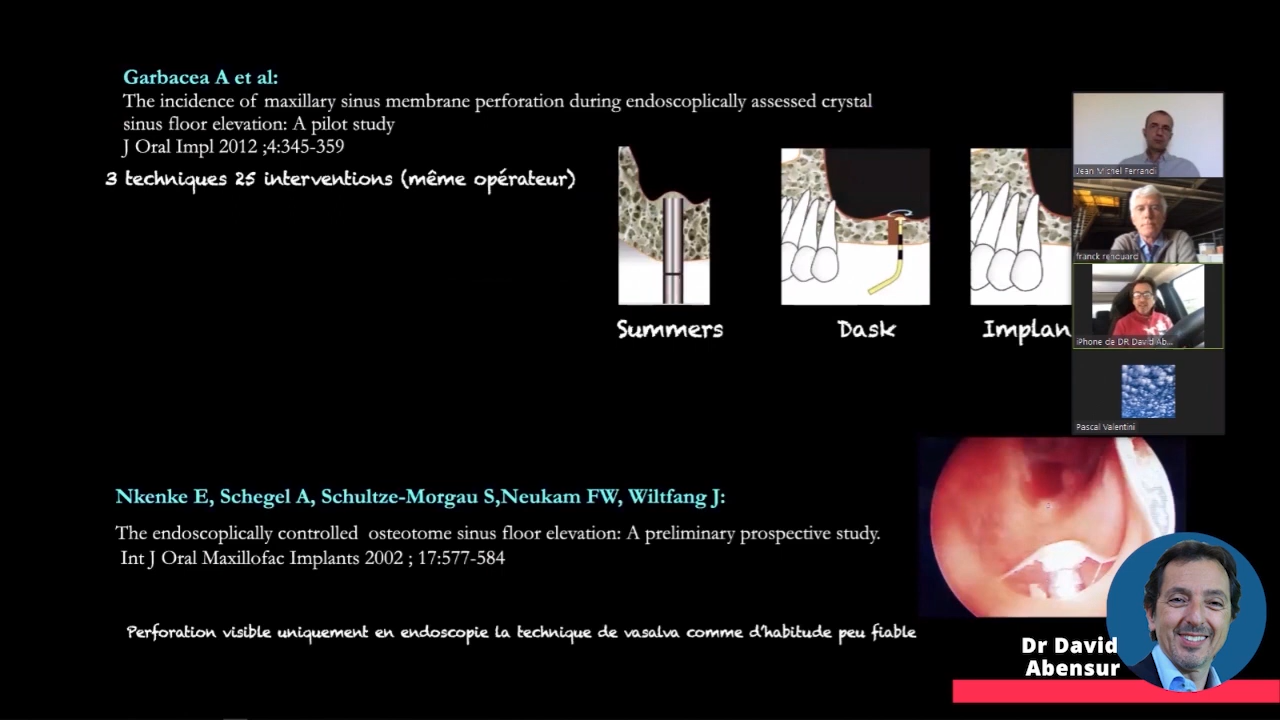 Garbacea A et al:
The incidence of maxillary sinus membrane perforation during endoscoplically assessed crystal
sinus floor elevation: A pilot study
J Oral Impl 2012 ;4:345-359
3 techniques 25 interventions (même opérateur)
Summers
Dask
Implan
Jean Michel Ferrandi
franck renouard
iPhone de DR David Ab...
Pascal Valentini
Nkenke E, Schegel A, Schultze-Morgau S,Neukam FW, Wiltfang J:
The endoscoplically controlled osteotome sinus floor elevation: A preliminary prospective study.
Int J Oral Maxillofac Implants 2002 ; 17:577-584
Perforation visible uniquement en endoscopie la technique de vasalva comme d'habitude peu fiable
Dr David
Abensur